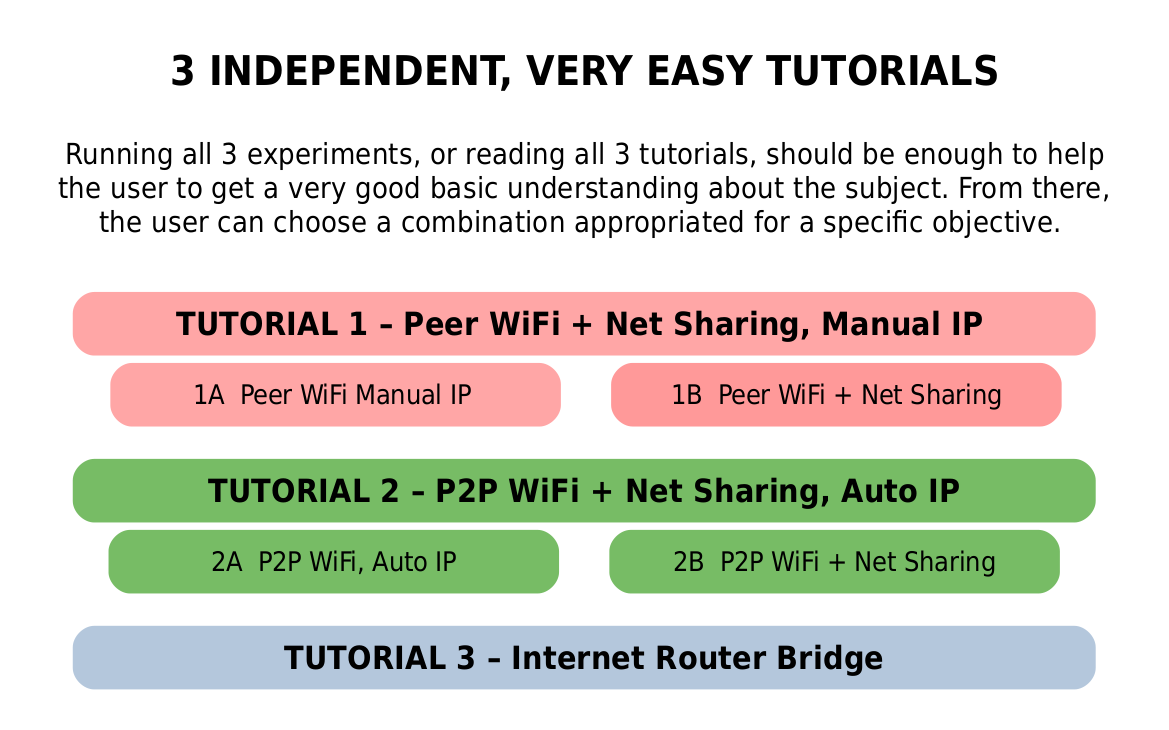 3 INDEPENDENT, VERY EASY TUTORIALS
Running all 3 experiments, or reading all 3 tutorials, should be enough to help
the user to get a very good basic understanding about the subject. From there,
the user can choose a combination appropriated for a specific objective.
TUTORIAL 1 – Peer WiFi + Net Sharing, Manual IP
1A  Peer WiFi Manual IP
1B  Peer WiFi + Net Sharing
TUTORIAL 2 – P2P WiFi + Net Sharing, Auto IP
2A  P2P WiFi, Auto IP
2B  P2P WiFi + Net Sharing
TUTORIAL 3 – Internet Router Bridge